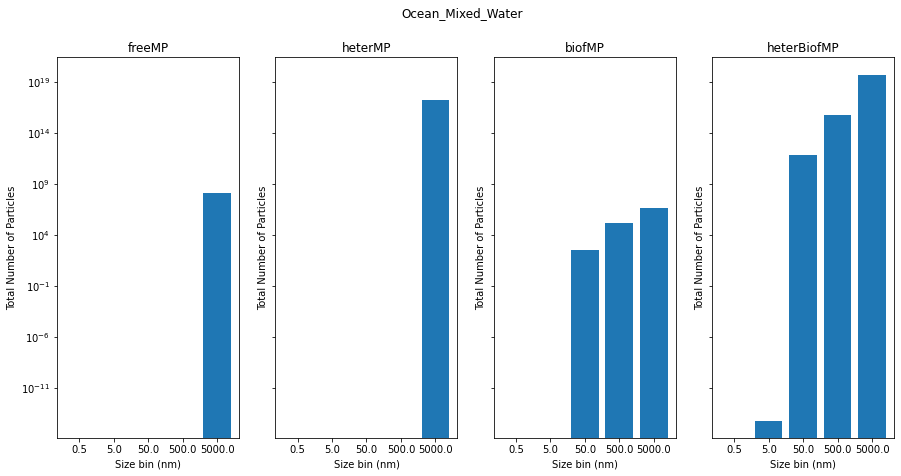 Ocean_Mixed_Water
freeMP
heterMP
biofMP
heterBiofMP
Total Number of Particles
10^19
10^14
10^9
10^4
10^-1
10^-6
10^-11
0.5 5.0 50.0 500.0 5000.0
Size bin (nm)
Total Number of Particles
0.5 5.0 50.0 500.0 5000.0
Size bin (nm)
Total Number of Particles
0.5 5.0 50.0 500.0 5000.0
Size bin (nm)
Total Number of Particles
0.5 5.0 50.0 500.0 5000.0
Size bin (nm)